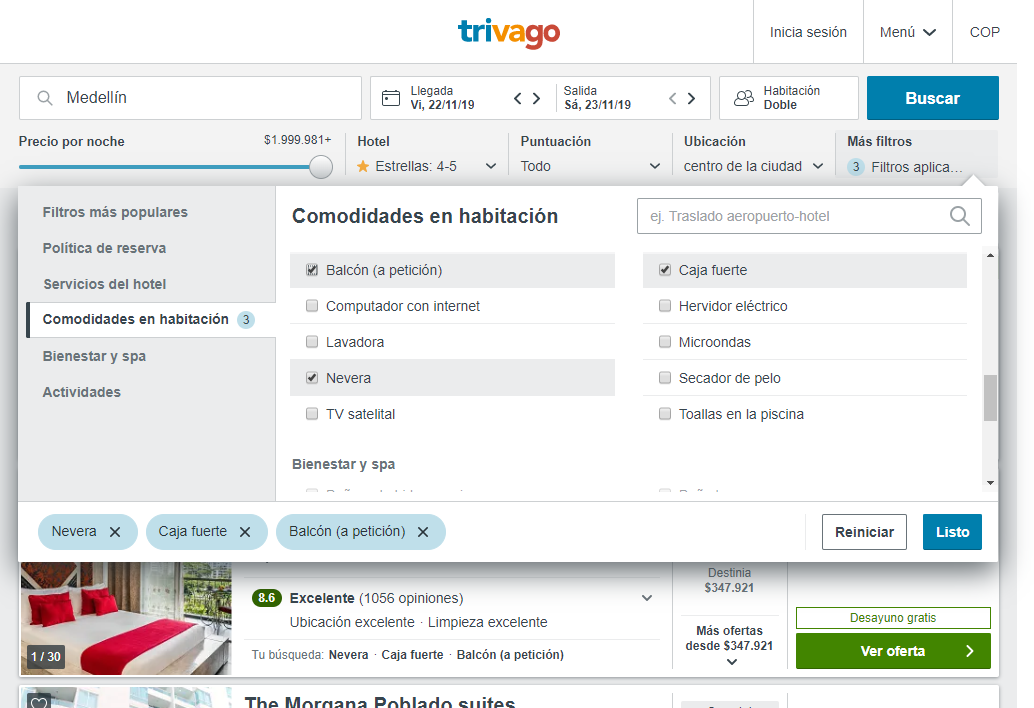 trivago
Inicia sesión
Menú
COP
Medellín
Llegada
Vi, 22/11/19
Salida
Sá, 23/11/19
Habitación
Doble
Buscar
Precio por noche
$1.999.981+
Hotel
Estrellas: 4-5
Puntuación
Todo
Ubicación
centro de la ciudad
Más filtros
3 Filtros aplica...
Filtros más populares
Política de reserva
Servicios del hotel
Comodidades en habitación 3
Bienestar y spa
Actividades
Comodidades en habitación
ej. Traslado aeropuerto-hotel
Balcón (a petición)
Caja fuerte
Computador con internet
Hervidor eléctrico
Lavadora
Microondas
Nevera
Secador de pelo
TV satelital
Toallas en la piscina
Bienestar y spa
Nevera
Caja fuerte
Balcón (a petición)
Reiniciar
Listo
1 / 30
8.6 Excelente (1056 opiniones)
Ubicación excelente · Limpieza excelente
Tu búsqueda: Nevera · Caja fuerte · Balcón (a petición)
Destinia
$347.921
Más ofertas
desde $347.921
Desayuno gratis
Ver oferta
The Morgana Poblado suites